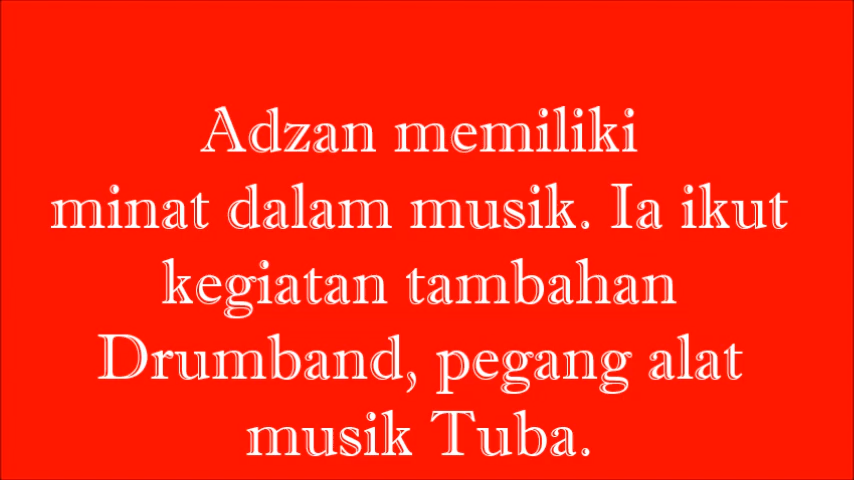 Adzan memiliki
minat dalam musik. Ia ikut
kegiatan tambahan
Drumband, pegang alat
musik Tuba.